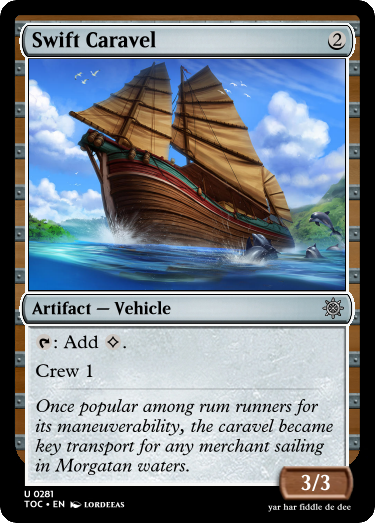 Swift Caravel 2
Artifact — Vehicle
: Add .
Crew 1
Once popular among rum runners for
its maneuverability, the caravel became
key transport for any merchant sailing
in Morgatan waters.
3/3
U 0281
TOC • EN LORDEEAS
yar har fiddle de dee